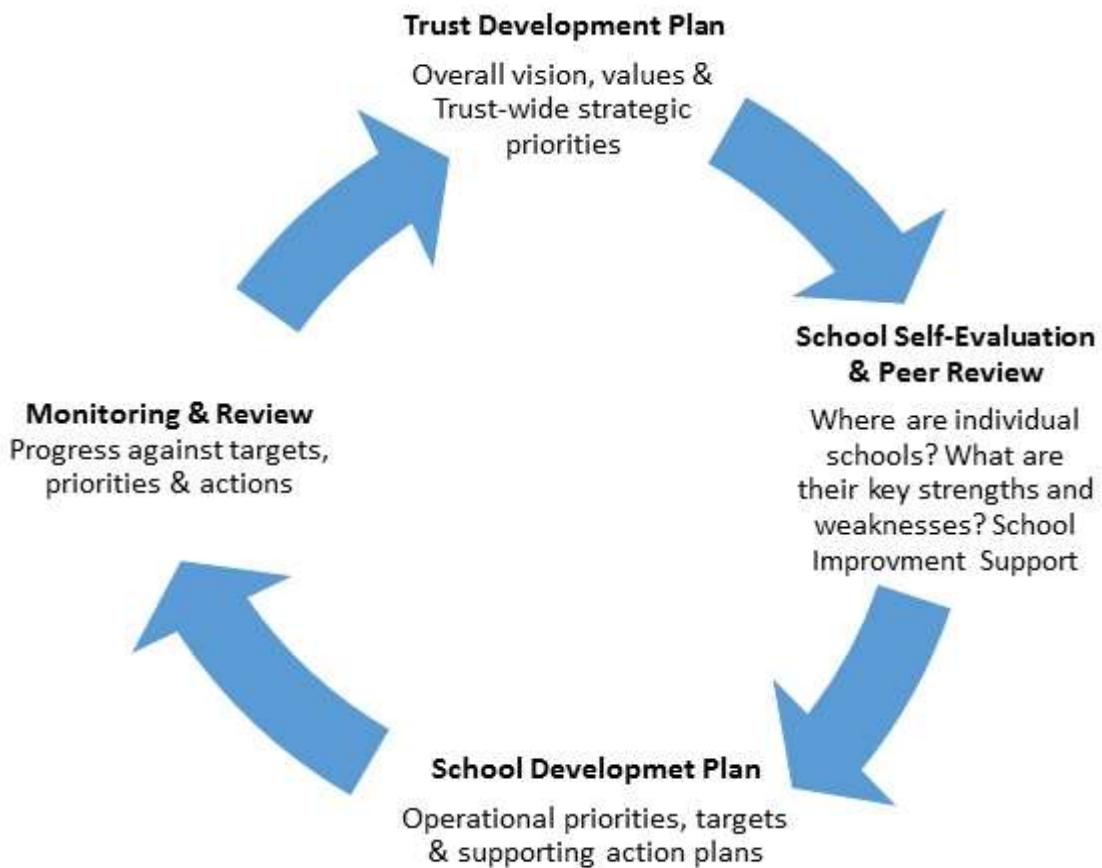 Trust Development Plan
Overall vision, values &
Trust-wide strategic
priorities
School Self-Evaluation
& Peer Review
Where are individual
schools? What are
their key strengths and
weaknesses? School
Improvment Support
School Developmet Plan
Operational priorities, targets
& supporting action plans
Monitoring & Review
Progress against targets,
priorities & actions